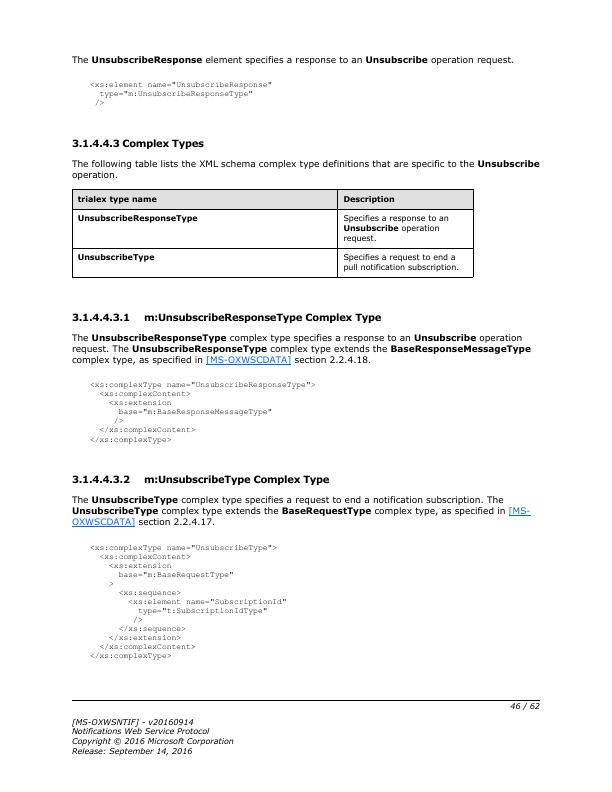 The UnsubscribeResponse element specifies a response to an Unsubscribe operation request.
<xs:element name="UnsubscribeResponse"
type="m:UnsubscribeResponseType"
/>
3.1.4.4.3 Complex Types
The following table lists the XML schema complex type definitions that are specific to the Unsubscribe
operation.
trialex type name Description
UnsubscribeResponseType Specifies a response to an
Unsubscribe operation
request.
UnsubscribeType Specifies a request to end a
pull notification subscription.
3.1.4.4.3.1 m:UnsubscribeResponseType Complex Type
The UnsubscribeResponseType complex type specifies a response to an Unsubscribe operation
request. The UnsubscribeResponseType complex type extends the BaseResponseMessageType
complex type, as specified in [MS-OXWSCDATA] section 2.2.4.18.
<xs:complexType name="UnsubscribeResponseType">
<xs:complexContent>
<xs:extension
base="m:BaseResponseMessageType"
/>
</xs:complexContent>
</xs:complexType>
3.1.4.4.3.2 m:UnsubscribeType Complex Type
The UnsubscribeType complex type specifies a request to end a notification subscription. The
UnsubscribeType complex type extends the BaseRequestType complex type, as specified in [MS-
OXWSCDATA] section 2.2.4.17.
<xs:complexType name="UnsubscribeType">
<xs:complexContent>
<xs:extension
base="m:BaseRequestType"
>
<xs:sequence>
<xs:element name="SubscriptionId"
type="t:SubscriptionIdType"
/>
</xs:sequence>
</xs:extension>
</xs:complexContent>
</xs:complexType>
46 / 62
[MS-OXWSNTIF] - v20160914
Notifications Web Service Protocol
Copyright © 2016 Microsoft Corporation
Release: September 14, 2016